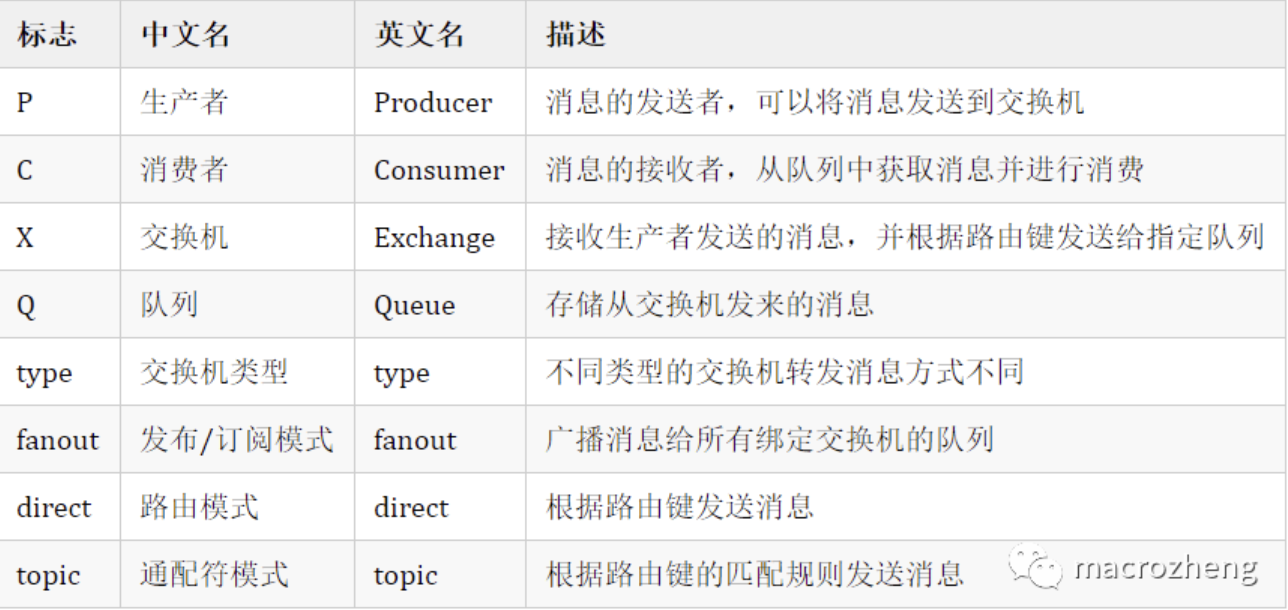 标志 中文名 英文名 描述
P 生产者 Producer 消息的发送者，可以将消息发送到交换机
C 消费者 Consumer 消息的接收者，从队列中获取消息并进行消费
X 交换机 Exchange 接收生产者发送的消息，并根据路由键发送给指定队列
Q 队列 Queue 存储从交换机发来的消息
type 交换机类型 type 不同类型的交换机转发消息方式不同
fanout 发布/订阅模式 fanout 广播消息给所有绑定交换机的队列
direct 路由模式 direct 根据路由键发送消息
topic 通配符模式 topic 根据路由键的匹配规则发送消息
macrozheng